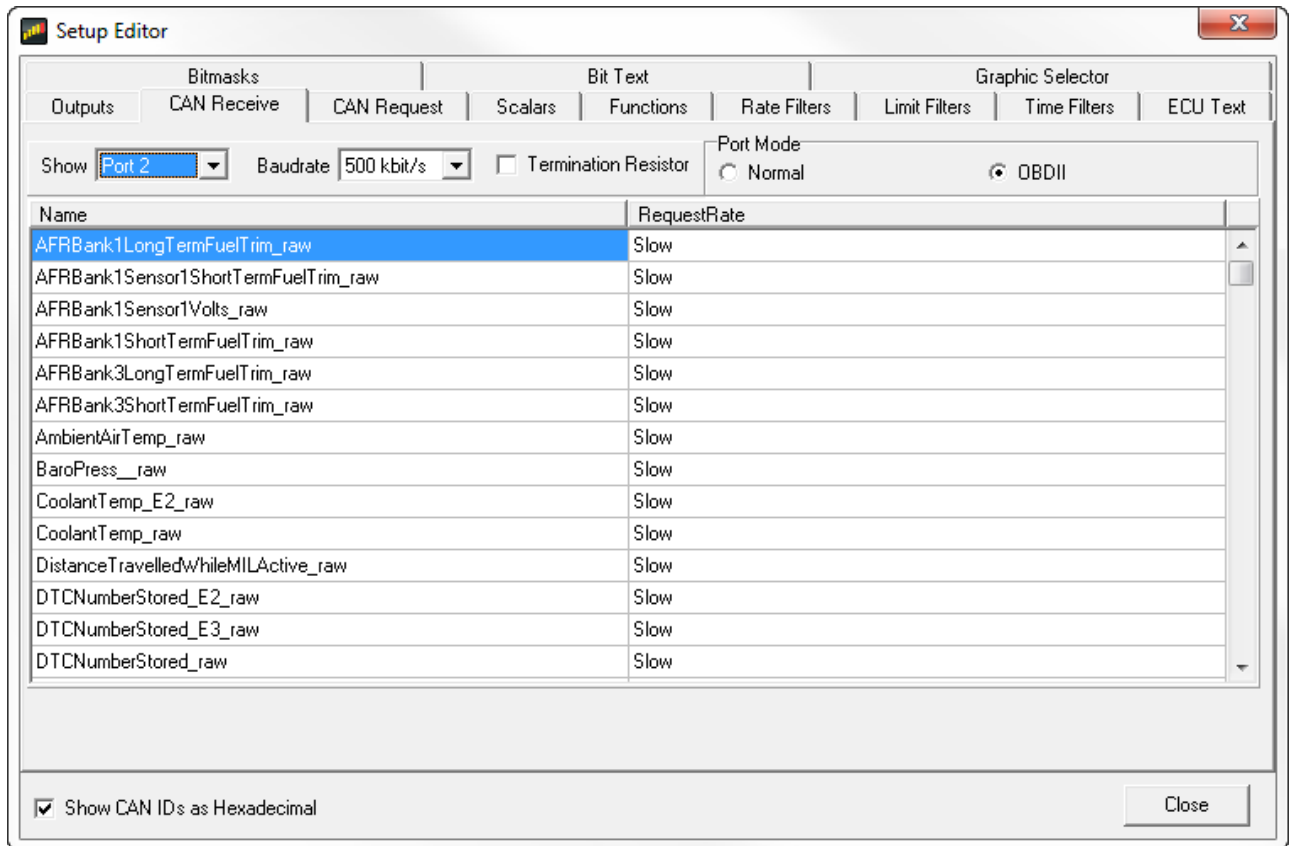 Setup Editor
Bitmasks Bit Text Graphic Selector
Outputs CAN Receive CAN Request Scalars Functions Rate Filters Limit Filters Time Filters ECU Text
Port Mode
Show Port 2 Baudrate 500 kbit/s Termination Resistor Normal OBDII
Name RequestRate
AFRBank1LongTermFuelTrim_raw Slow
AFRBank1Sensor1ShortTermFuelTrim_raw Slow
AFRBank1Sensor1Volts_raw Slow
AFRBank1ShortTermFuelTrim_raw Slow
AFRBank3LongTermFuelTrim_raw Slow
AFRBank3ShortTermFuelTrim_raw Slow
AmbientAirTemp_raw Slow
BaroPress__raw Slow
CoolantTemp_E2_raw Slow
CoolantTemp_raw Slow
DistanceTravelledWhileMILActive_raw Slow
DTCNumberStored_E2_raw Slow
DTCNumberStored_E3_raw Slow
DTCNumberStored_raw Slow
Show CAN IDs as Hexadecimal Close